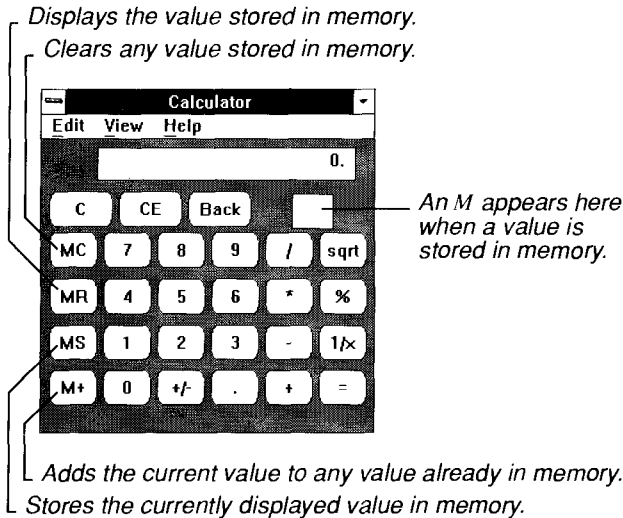 Displays the value stored in memory.
Clears any value stored in memory.
Calculator
Edit View Help
0.
C CE Back
An M appears here
when a value is
stored in memory.
MC 7 8 9 / sqrt
MR 4 5 6 * %
MS 1 2 3 - 1/x
M+ 0 +/- . + =
Adds the current value to any value already in memory.
Stores the currently displayed value in memory.